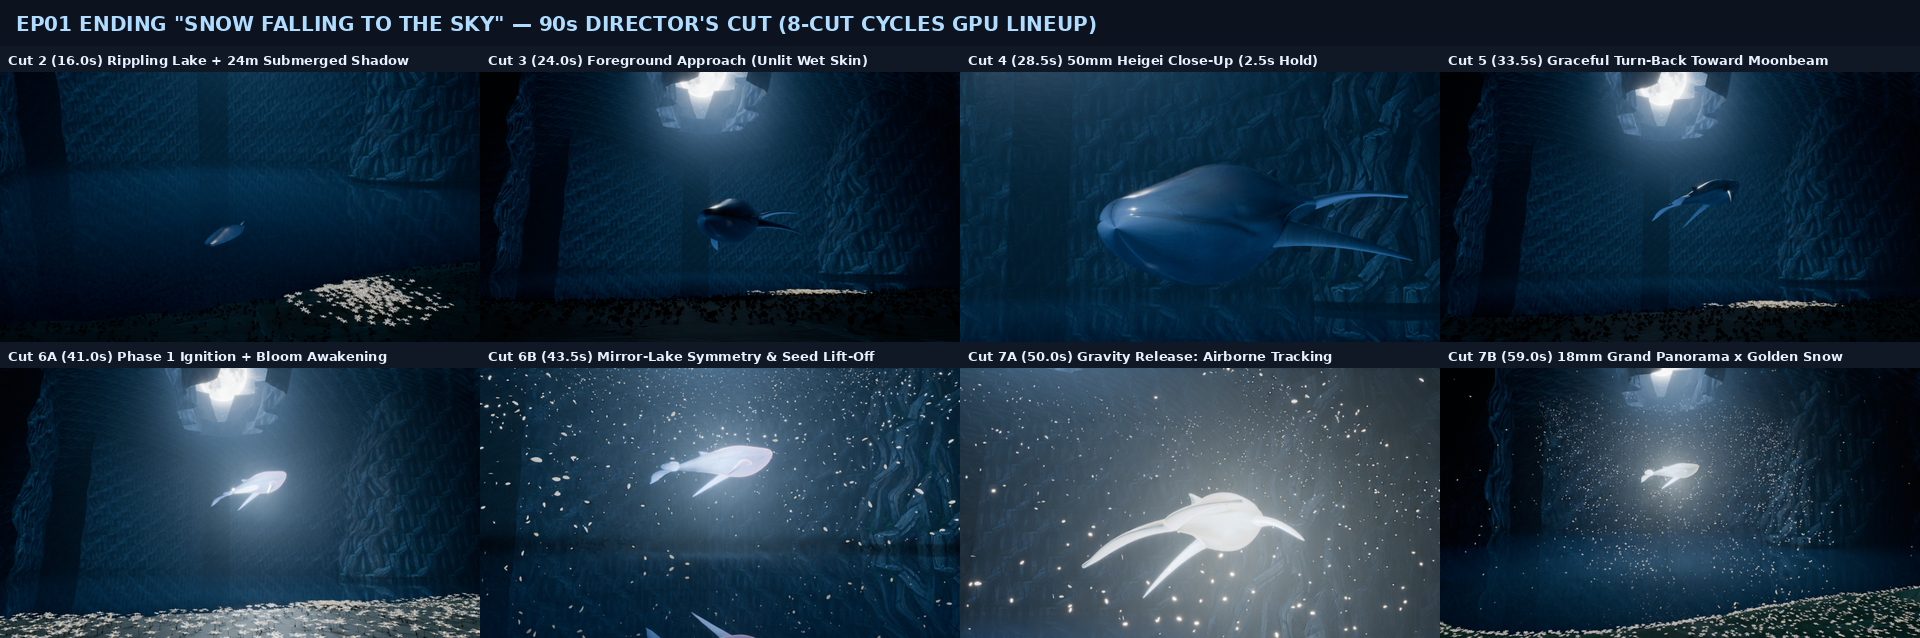 EP01 ENDING "SNOW FALLING TO THE SKY" — 90s DIRECTOR'S CUT (8-CUT CYCLES GPU LINEUP)
Cut 2 (16.0s) Rippling Lake + 24m Submerged Shadow
Cut 3 (24.0s) Foreground Approach (Unlit Wet Skin)
Cut 4 (28.5s) 50mm Heigei Close-Up (2.5s Hold)
Cut 5 (33.5s) Graceful Turn-Back Toward Moonbeam
Cut 6A (41.0s) Phase 1 Ignition + Bloom Awakening
Cut 6B (43.5s) Mirror-Lake Symmetry & Seed Lift-Off
Cut 7A (50.0s) Gravity Release: Airborne Tracking
Cut 7B (59.0s) 18mm Grand Panorama x Golden Snow